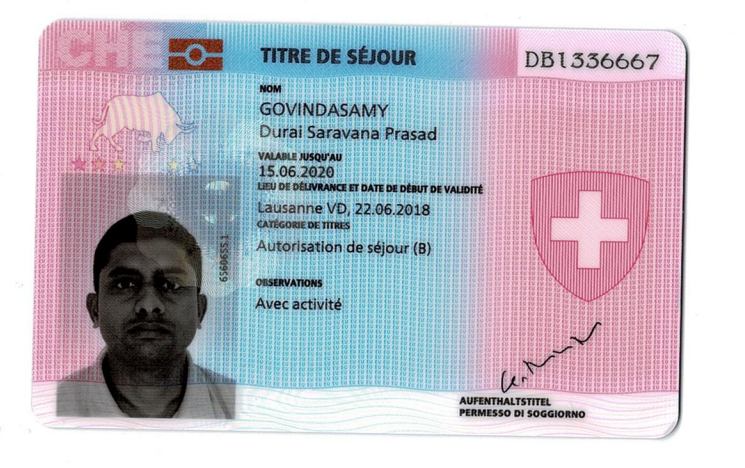 CHE
TITRE DE SÉJOUR
DB1336667
NOM
GOVINDASAMY
Durai Saravana Prasad
VALABLE JUSQU'AU
15.06.2020
LIEU DE DÉLIVRANCE ET DATE DE DÉBUT DE VALIDITÉ
Lausanne VD, 22.06.2018
CATÉGORIE DE TITRES
Autorisation de séjour (B)
OBSERVATIONS
Avec activité
6560655.1
AUFENTHALTSTITEL
PERMESSO DI SOGGIORNO